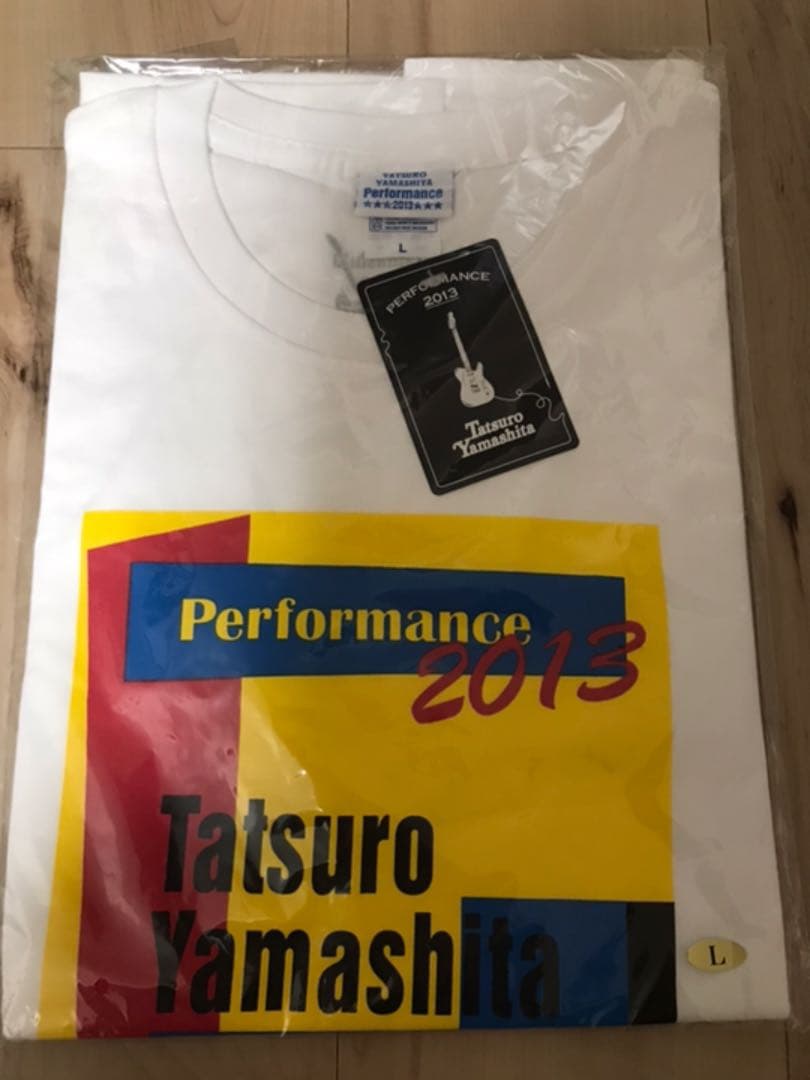 TATSURO
YAMASHITA
Performance
★★★2013★★★
L
PERFORMANCE
2013
Tatsuro
Yamashita
Performance
2013
Tatsuro
Yamashita
L